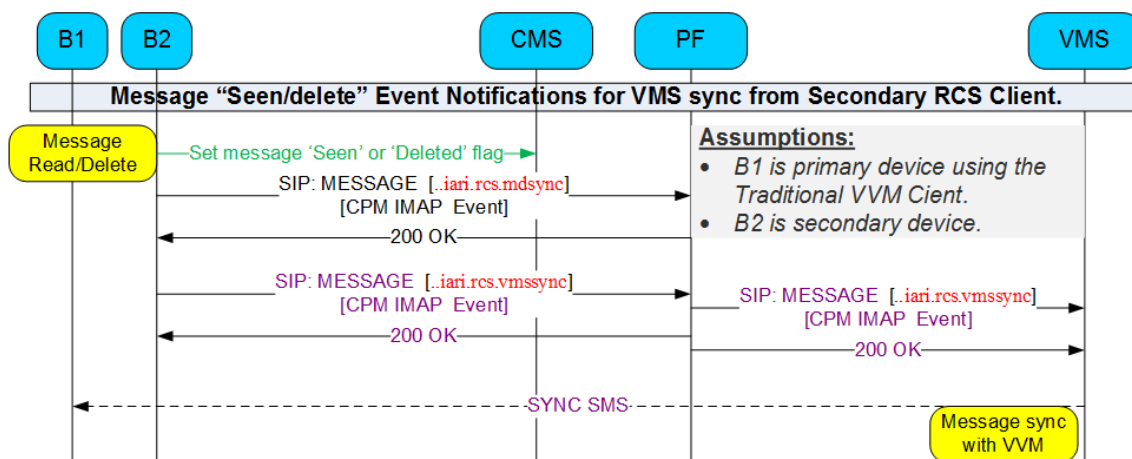 B1
B2
CMS
PF
VMS
Message “Seen/delete” Event Notifications for VMS sync from Secondary RCS Client.
Message
Read/Delete
Set message ‘Seen’ or ‘Deleted’ flag
Assumptions:
• B1 is primary device using the
Traditional VVM Cient.
• B2 is secondary device.
SIP: MESSAGE [..iari.rcs.mdsync]
[CPM IMAP Event]
200 OK
SIP: MESSAGE [..iari.rcs.vmssync]
[CPM IMAP Event]
SIP: MESSAGE [..iari.rcs.vmssync]
[CPM IMAP Event]
200 OK
200 OK
SYNC SMS
Message sync
with VVM